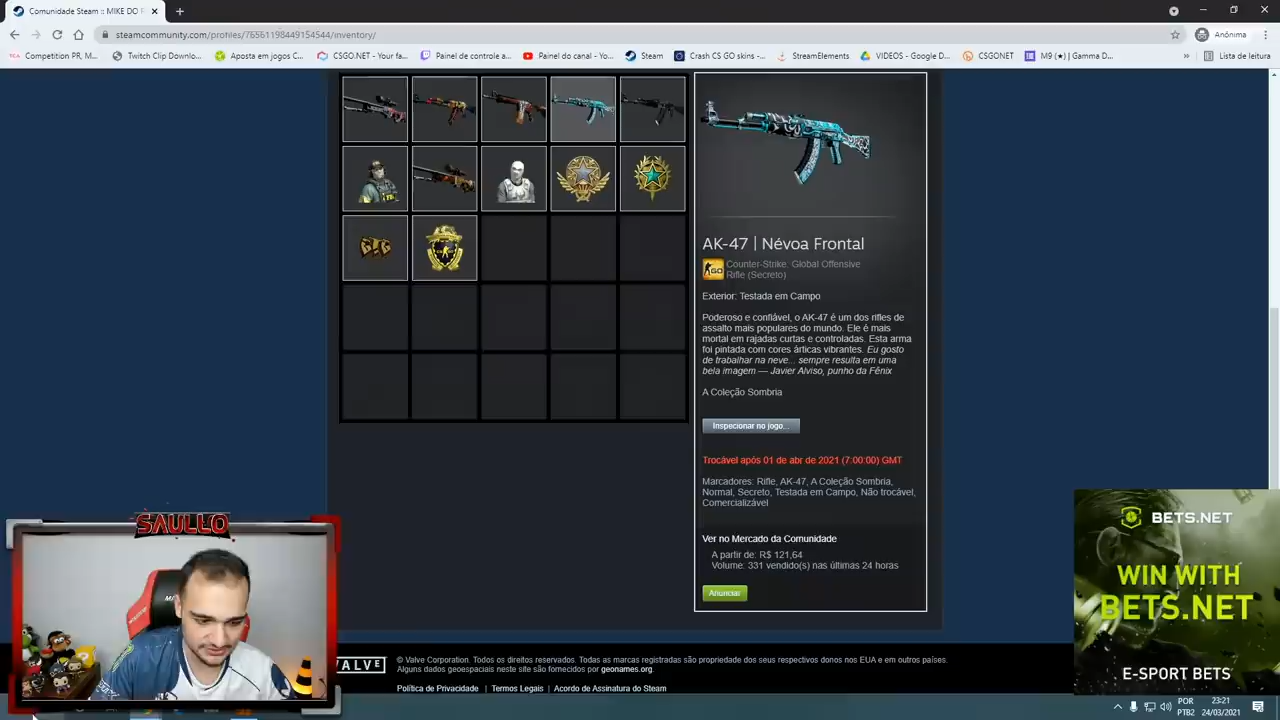 Comunidade Steam :: MIKE DO F
steamcommunity.com/profiles/76561198449154544/inventory/
Anônima
Competition PR, M...
Twitch Clip Downlo...
Aposta em jogos C...
CSGO.NET - Your fa...
Painel de controle a...
Painel do canal - Yo...
Steam
Crash CS GO skins -...
StreamElements
VIDEOS - Google D...
CSGONET
M9 (★) | Gamma D...
Lista de leitura
AK-47 | Névoa Frontal
Counter-Strike: Global Offensive
Rifle (Secreto)
Exterior: Testada em Campo
Poderoso e confiável, o AK-47 é um dos rifles de
assalto mais populares do mundo. Ele é mais
mortal em rajadas curtas e controladas. Esta arma
foi pintada com cores árticas vibrantes. Eu gosto
de trabalhar na neve... sempre resulta em uma
bela imagem — Javier Alviso, punho da Fênix
A Coleção Sombria
Inspecionar no jogo...
Trocável após 01 de abr de 2021 (7:00:00) GMT
Marcadores: Rifle, AK-47, A Coleção Sombria,
Normal, Secreto, Testada em Campo, Não trocável,
Comercializável
Ver no Mercado da Comunidade
A partir de: R$ 121,64
Volume: 331 vendido(s) nas últimas 24 horas
Anunciar
SAULLO
BETS.NET
WIN WITH
BETS.NET
E-SPORT BETS
VALVE
© Valve Corporation. Todos os direitos reservados. Todas as marcas registradas são propriedade dos seus respectivos donos nos EUA e em outros países.
Alguns dados geoespaciais neste site são fornecidos por geonames.org.
Política de Privacidade | Termos Legais | Acordo de Assinatura do Steam
POR
PTB2
23:21
24/03/2021